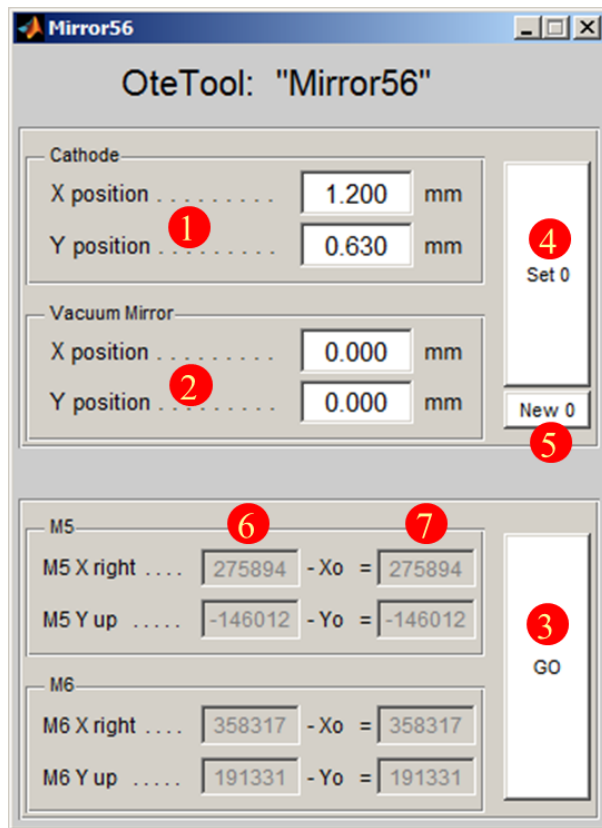 Mirror56
OteTool: "Mirror56"
Cathode
X position . . . . . . . . . 1.200 mm
1
Y position . . . . . . . . . 0.630 mm
4
Set 0
Vacuum Mirror
X position . . . . . . . . . 0.000 mm
2
Y position . . . . . . . . . 0.000 mm
New 0
5
M5
6 7
M5 X right .... 275894 - Xo = 275894
M5 Y up ..... -146012 - Yo = -146012
3
GO
M6
M6 X right .... 358317 - Xo = 358317
M6 Y up ..... 191331 - Yo = 191331